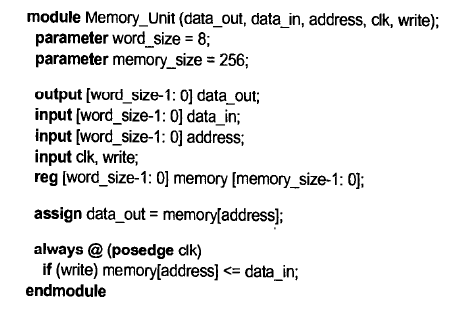 module Memory_Unit (data_out, data_in, address, clk, write);
parameter word_size = 8;
parameter memory_size = 256;
output [word_size-1: 0] data_out;
input [word_size-1: 0] data_in;
input [word_size-1: 0] address;
input clk, write;
reg [word_size-1: 0] memory [memory_size-1: 0];
assign data_out = memory[address];
always @ (posedge clk)
if (write) memory[address] <= data_in;
endmodule